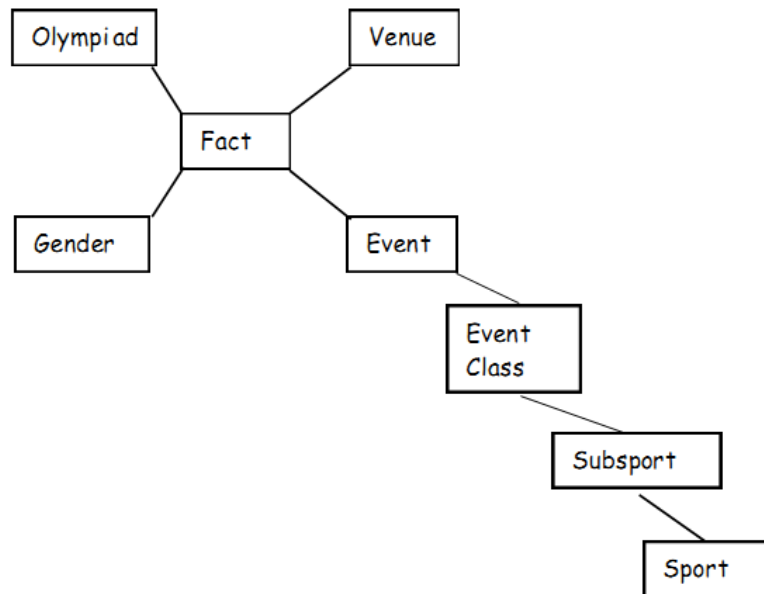 Olympiad
Venue
Fact
Gender
Event
Event
Class
Subsport
Sport